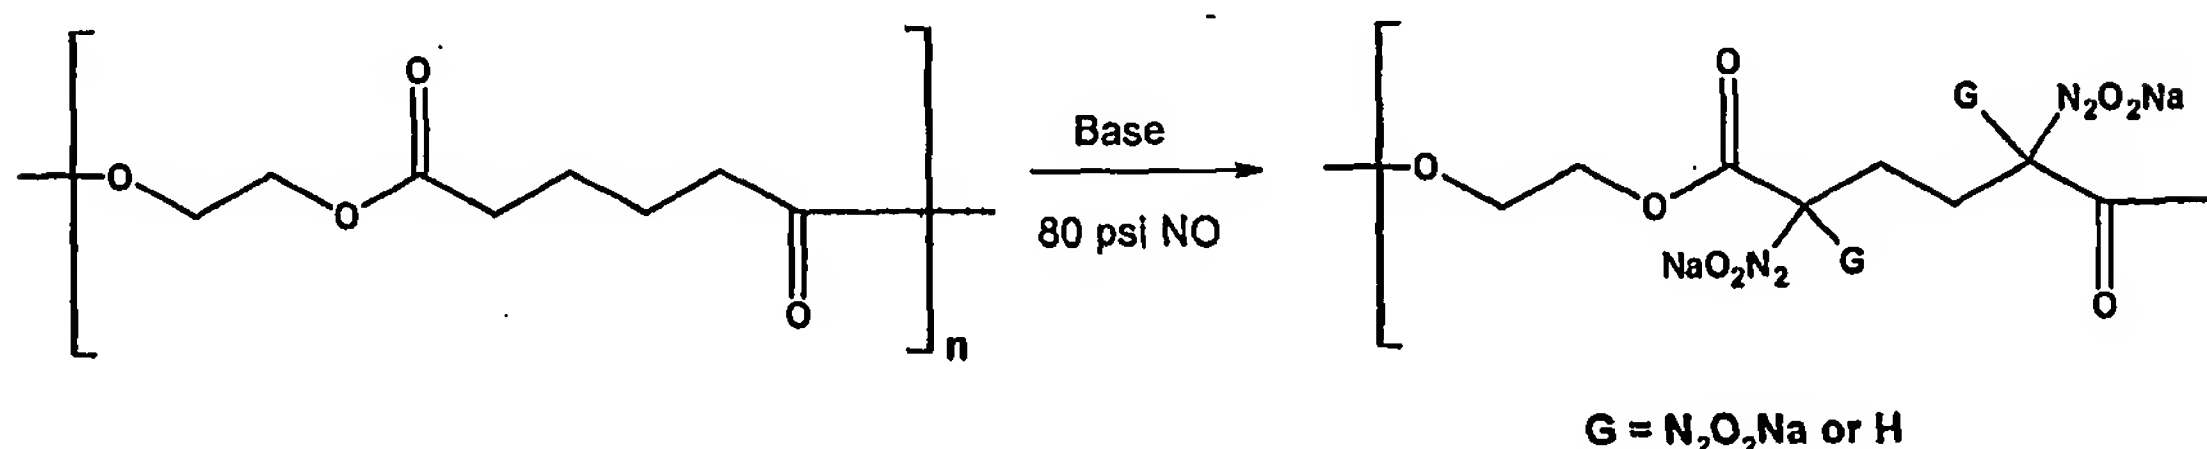 O O
G N₂O₂Na
Base
O O O O
80 psi NO
NaO₂N₂ G
O O
n
G = N₂O₂Na or H